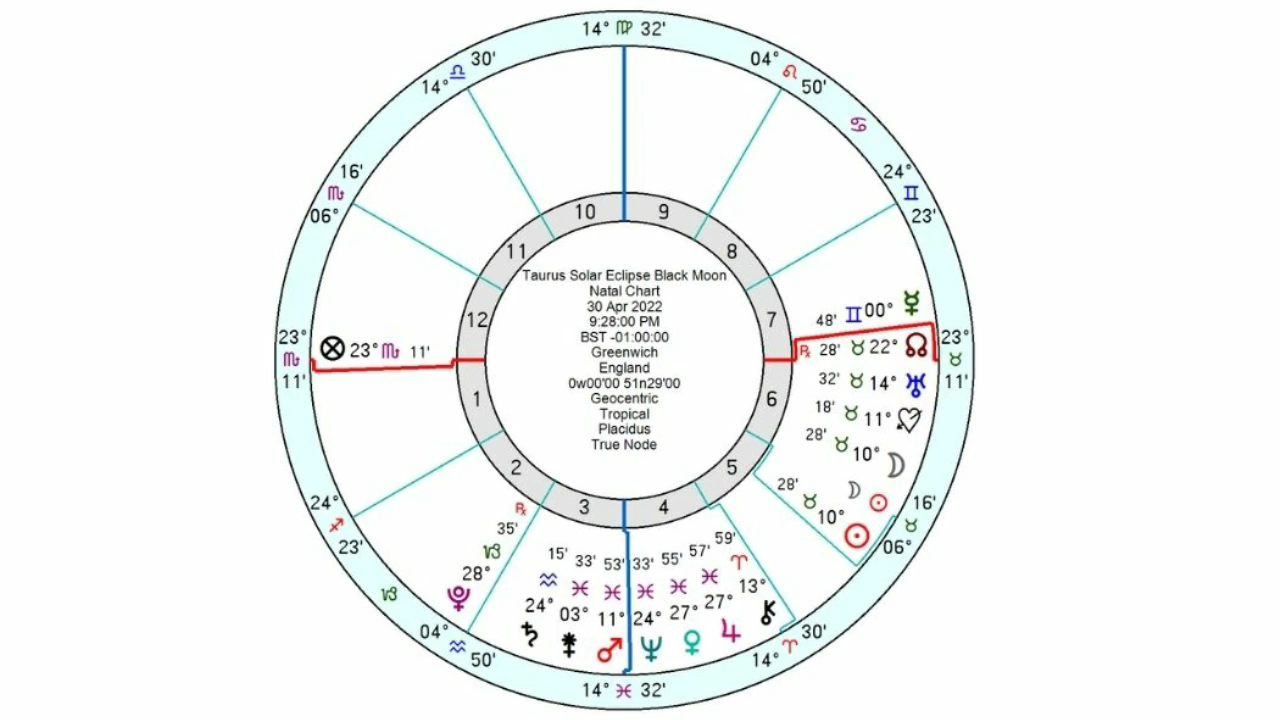 14° ♍ 32'
14° ♎ 30'
04° ♌ 50'
♋
16' ♏ 06°
24° ♊ 23'
10
9
11
8
12
7
1
6
2
5
3
4
Taurus Solar Eclipse Black Moon
Natal Chart
30 Apr 2022
9:28:00 PM
BST -01:00:00
Greenwich
England
0w00'00 51n29'00
Geocentric
Tropical
Placidus
True Node
23° ♏ 11'
⊗ 23° ♏ 11'
48' ♊ 00° ☿
℞ 28' ♉ 22° ☊
23° ♉ 11'
32' ♉ 14° ♅
18' ♉ 11°
28' ♉ 10° ☽
28' ♉ 10° ☉
☽ ☉
16' ♉ 06°
24° ♐ 23'
♑
04° ♒ 50'
℞ 35' ♑ 28° ♇
15' ♒ 24° ♄
33' ♓ 03° ⚵
53' ♓ 11° ♂
33' ♓ 24° ♆
55' ♓ 27° ♀
57' ♓ 27° ♃
59' ♈ 13° ⚷
14° ♈ 30'
14° ♓ 32'